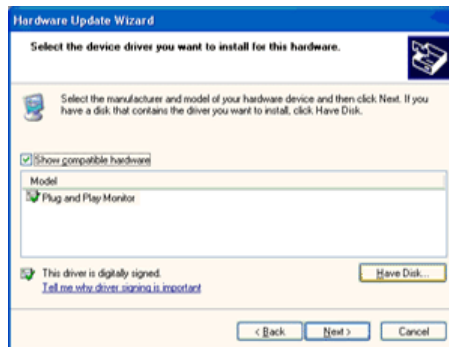 Hardware Update Wizard
Select the device driver you want to install for this hardware.
Select the manufacturer and model of your hardware device and then click Next. If you
have a disk that contains the driver you want to install, click Have Disk.
Show compatible hardware
Model
Plug and Play Monitor
This driver is digitally signed.
Have Disk...
Tell me why driver signing is important
< Back
Next >
Cancel